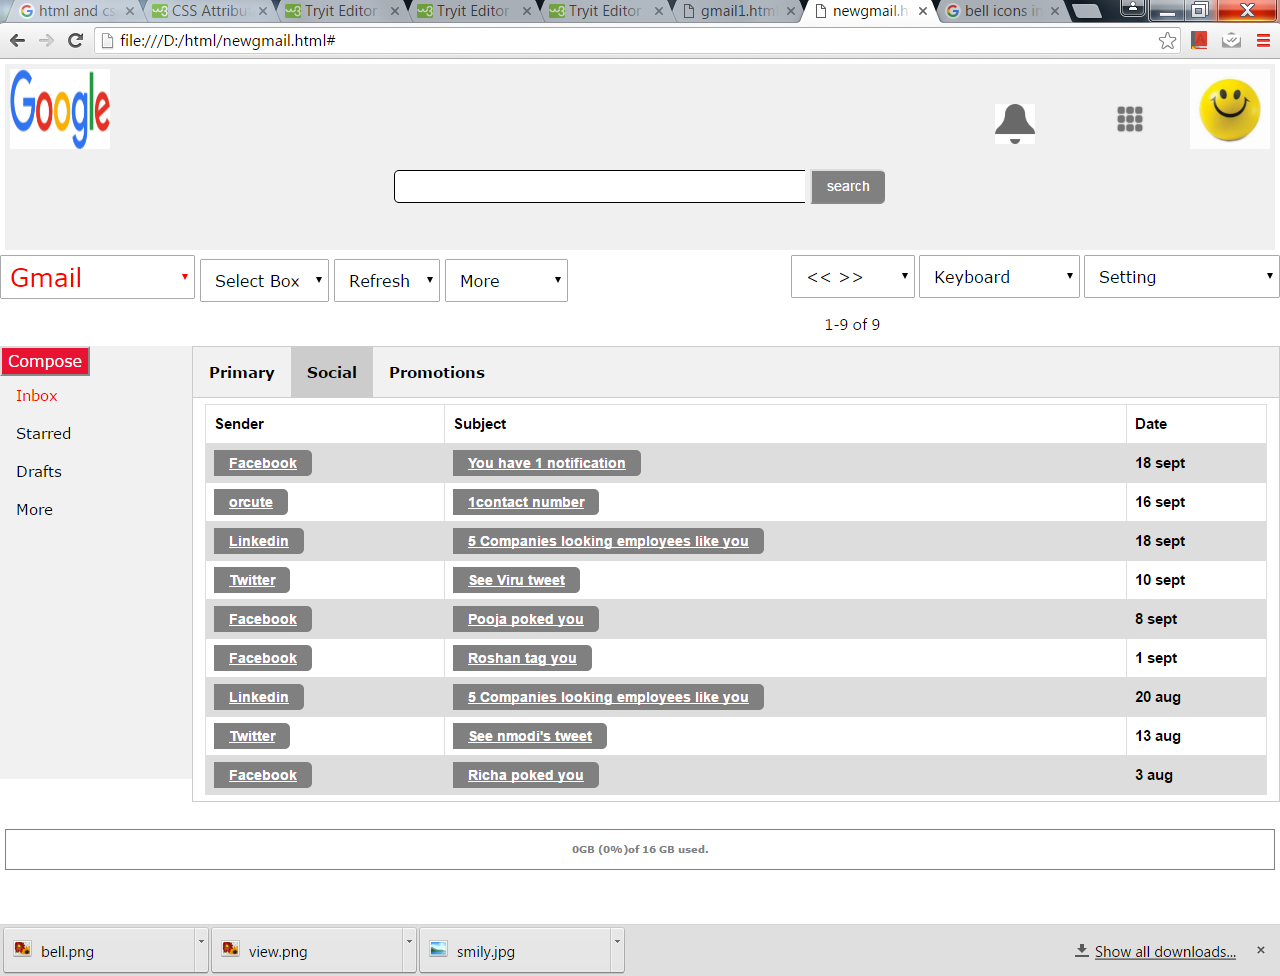 html and cs
CSS Attribu
Tryit Editor
Tryit Editor
Tryit Editor
gmail1.htm
newgmail.h
bell icons in
file:///D:/html/newgmail.html#
Google
search
Gmail
Select Box
Refresh
More
<< >>
Keyboard
Setting
1-9 of 9
Compose
Primary
Social
Promotions
Inbox
Starred
Drafts
More
Sender Subject Date
Facebook You have 1 notification 18 sept
orcute 1contact number 16 sept
Linkedin 5 Companies looking employees like you 18 sept
Twitter See Viru tweet 10 sept
Facebook Pooja poked you 8 sept
Facebook Roshan tag you 1 sept
Linkedin 5 Companies looking employees like you 20 aug
Twitter See nmodi's tweet 13 aug
Facebook Richa poked you 3 aug
0GB (0%)of 16 GB used.
bell.png
view.png
smily.jpg
Show all downloads...